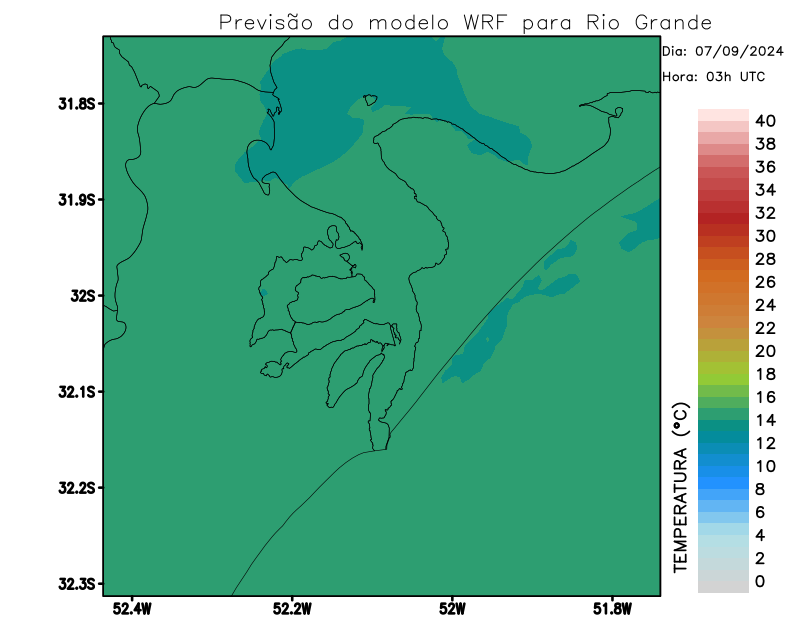 Previsão do modelo WRF para Rio Grande
Dia: 07/09/2024
Hora: 03h UTC
31.8S
31.9S
32S
32.1S
32.2S
32.3S
52.4W
52.2W
52W
51.8W
TEMPERATURA (°C)
40
38
36
34
32
30
28
26
24
22
20
18
16
14
12
10
8
6
4
2
0